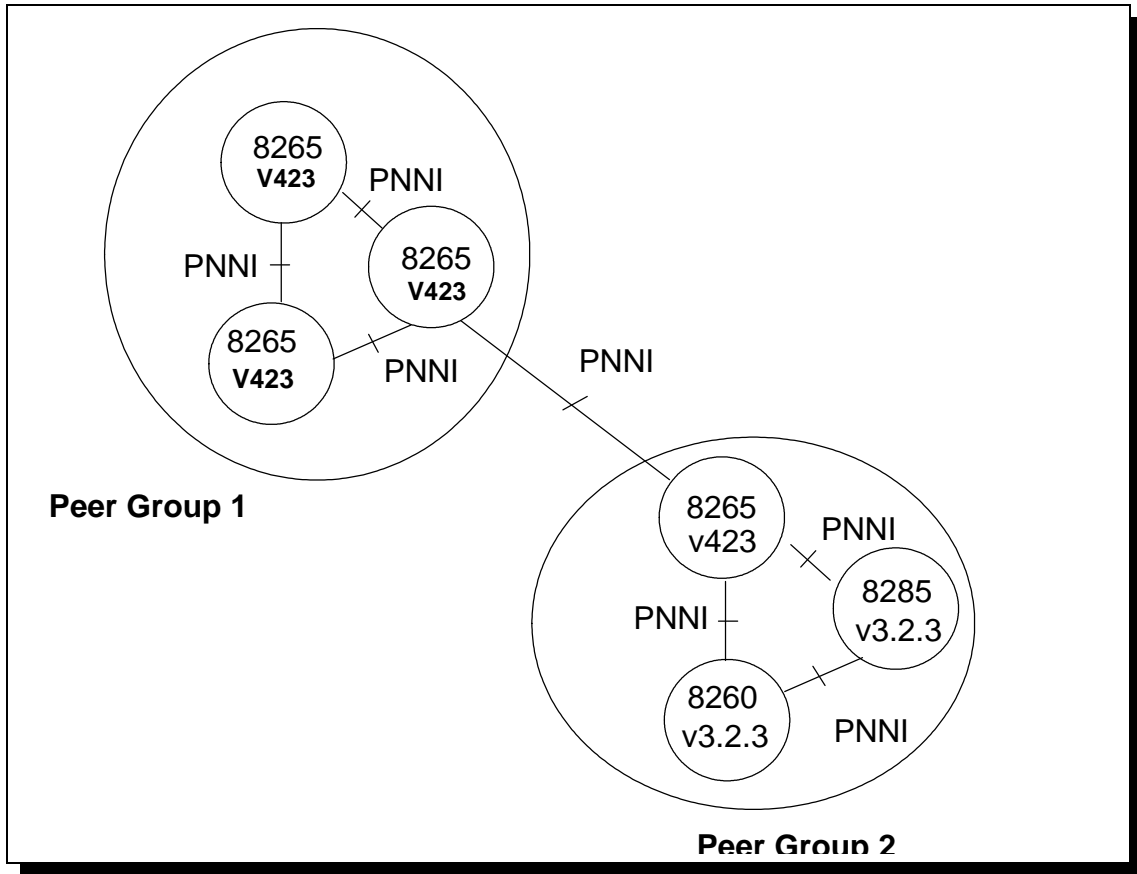 8265
V423
PNNI
8265
V423
PNNI
8265
V423
PNNI
PNNI
Peer Group 1
8265
v423
PNNI
8285
v3.2.3
PNNI
8260
v3.2.3
PNNI
Peer Group 2